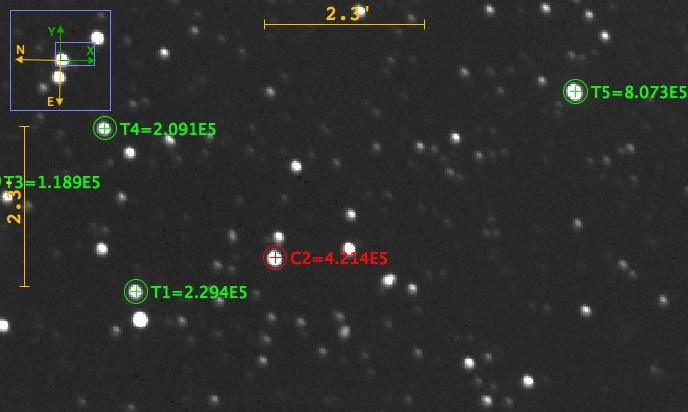 2.3'
Y
N
X
E
T5=8.073E5
T4=2.091E5
T3=1.189E5
2.3'
C2=4.214E5
T1=2.294E5